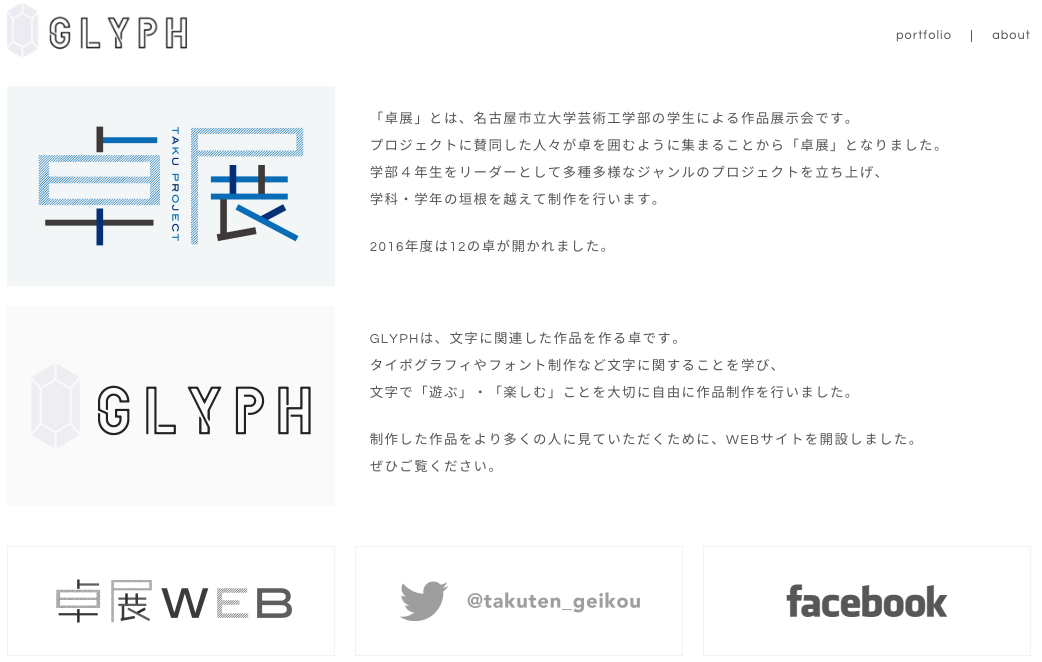 GLYPH
portfolio | about
卓展
TAKU PROJECT
「卓展」とは、名古屋市立大学芸術工学部の学生による作品展示会です。
プロジェクトに賛同した人々が卓を囲むように集まることから「卓展」となりました。
学部４年生をリーダーとして多種多様なジャンルのプロジェクトを立ち上げ、
学科・学年の垣根を越えて制作を行います。
2016年度は12の卓が開かれました。
GLYPH
GLYPHは、文字に関連した作品を作る卓です。
タイポグラフィやフォント制作など文字に関することを学び、
文字で「遊ぶ」・「楽しむ」ことを大切に自由に作品制作を行いました。
制作した作品をより多くの人に見ていただくために、WEBサイトを開設しました。
ぜひご覧ください。
卓展WEB
@takuten_geikou
facebook